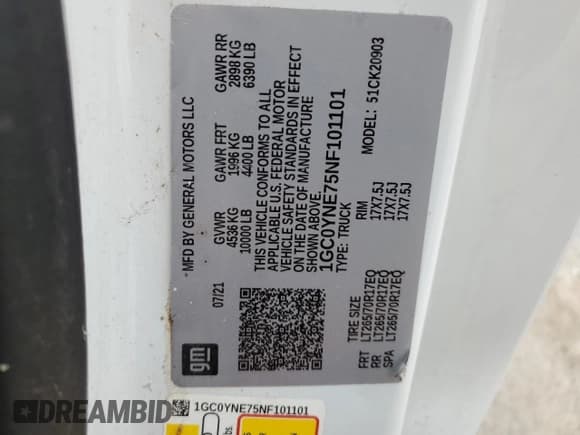 MFD BY GENERAL MOTORS LLC
07/21
GVWR GAWR FRT GAWR RR
4536 KG 1996 KG 2898 KG
10000 LB 4400 LB 6390 LB
THIS VEHICLE CONFORMS TO ALL
APPLICABLE U.S. FEDERAL MOTOR
VEHICLE SAFETY STANDARDS IN EFFECT
ON THE DATE OF MANUFACTURE
SHOWN ABOVE.
1GC0YNE75NF101101
TYPE: TRUCK MODEL: 51CK20903
TIRE SIZE RIM
FRT LT265/70R17EQ 17X7.5J
RR LT265/70R17EQ 17X7.5J
SPA LT265/70R17EQ 17X7.5J
gm
1GC0YNE75NF101101
DREAMBID